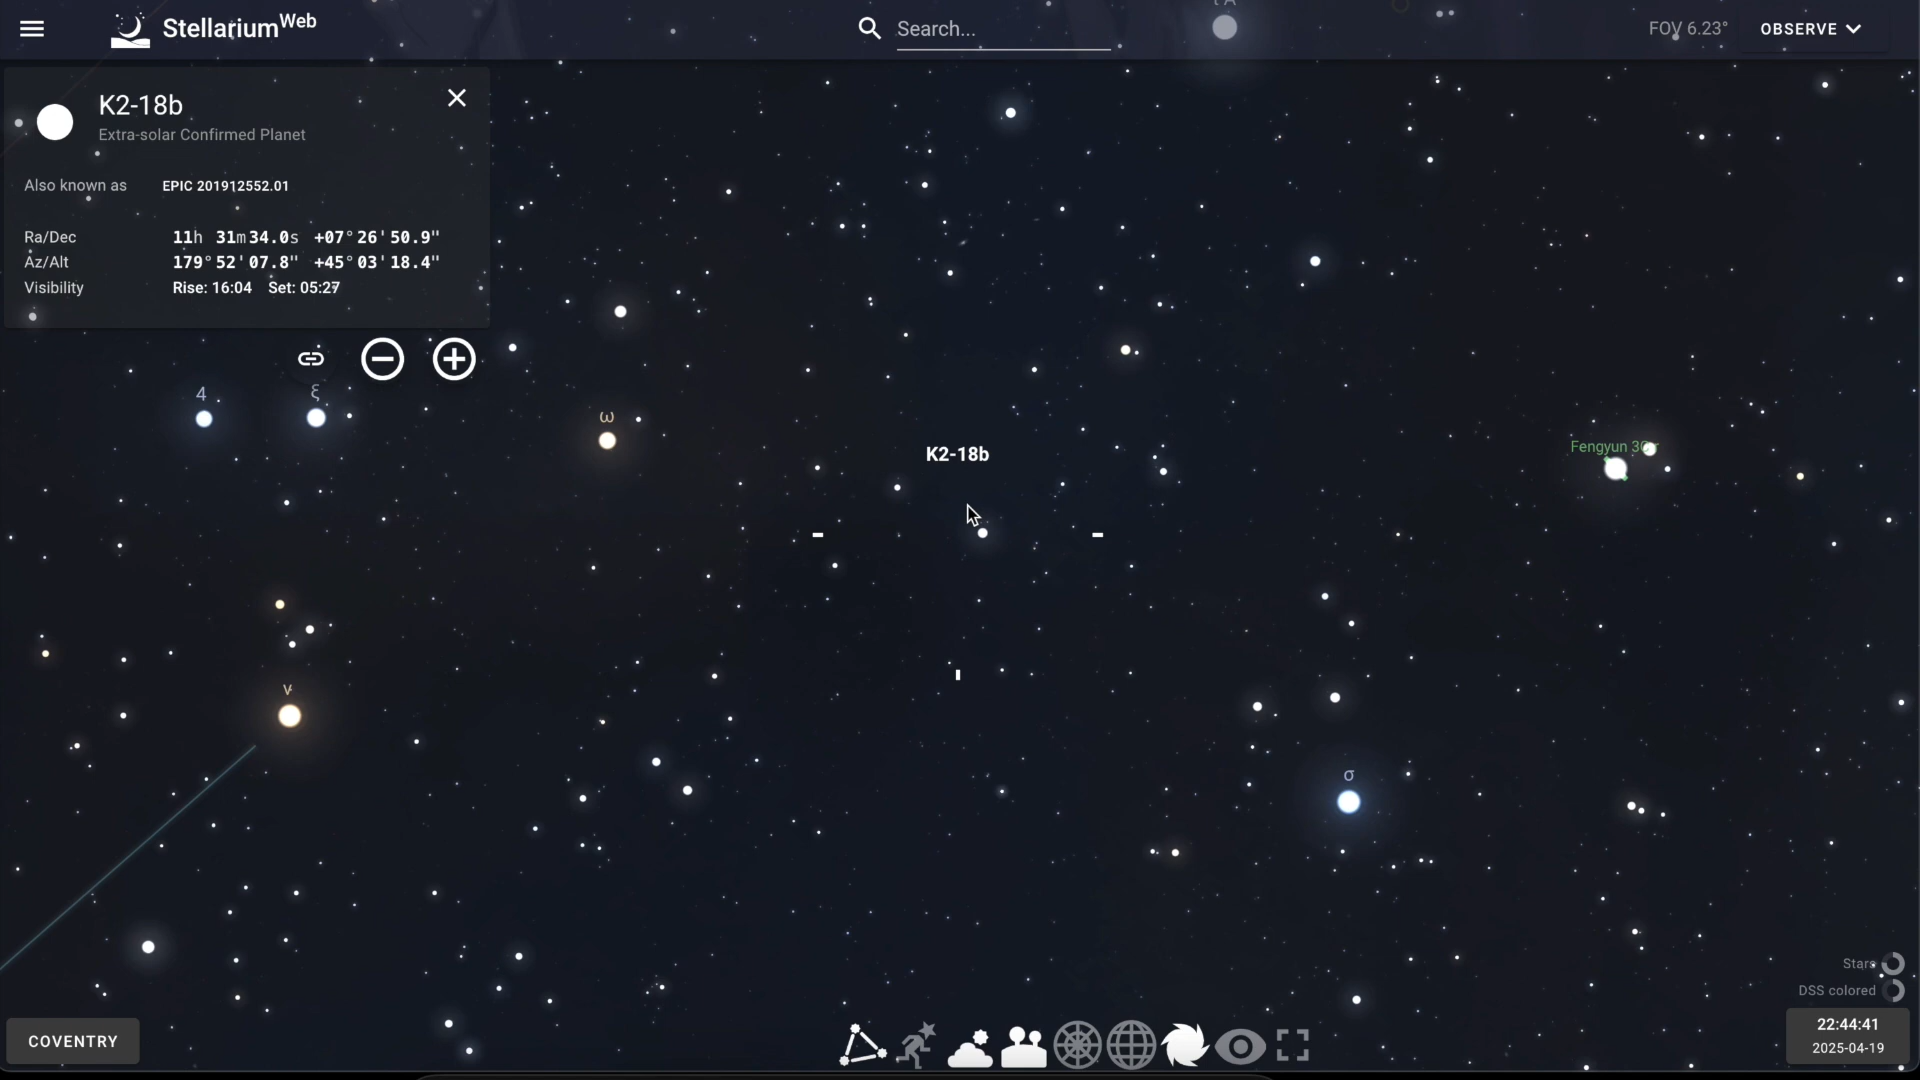 StellariumWeb
Search...
FOV 6.23°
OBSERVE
K2-18b
Extra-solar Confirmed Planet
Also known as EPIC 201912552.01
Ra/Dec 11h 31m34.0s +07°26'50.9"
Az/Alt 179°52'07.8" +45°03'18.4"
Visibility Rise: 16:04 Set: 05:27
4
ξ
ω
K2-18b
Fengyun
ν
σ
Stars
DSS colored
COVENTRY
22:44:41
2025-04-19